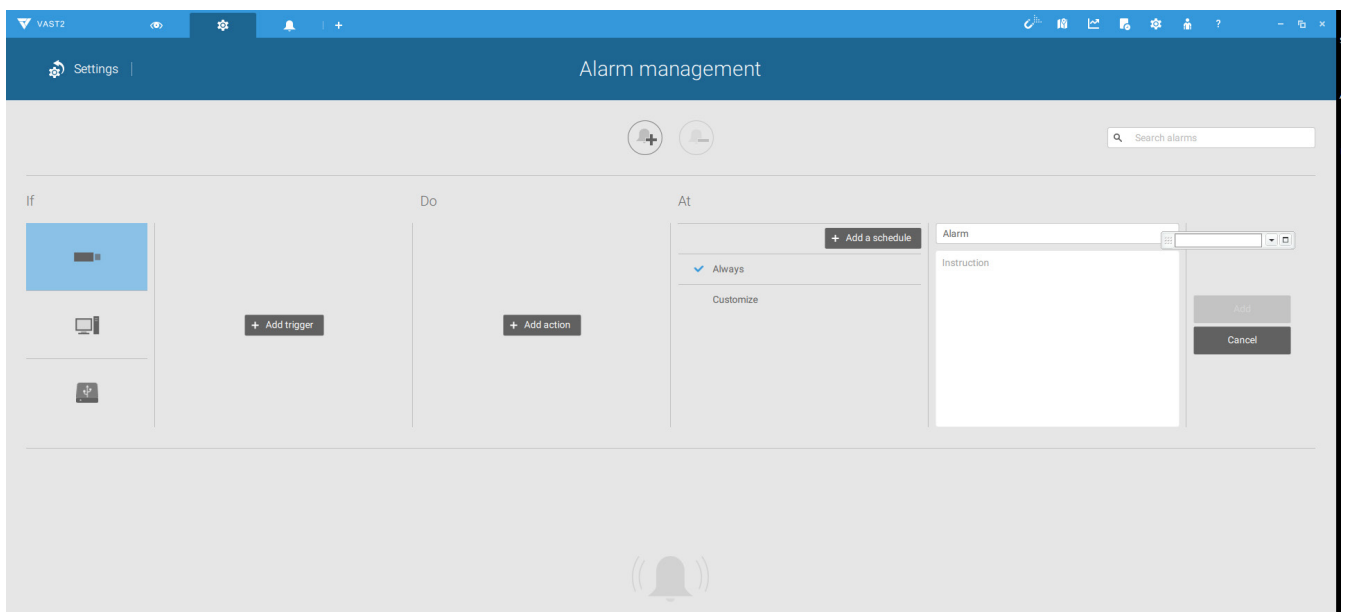 VAST2
?
Settings
Alarm management
Search alarms
If
Do
At
+ Add a schedule
Alarm
Always
Instruction
Customize
+ Add trigger
+ Add action
Add
Cancel